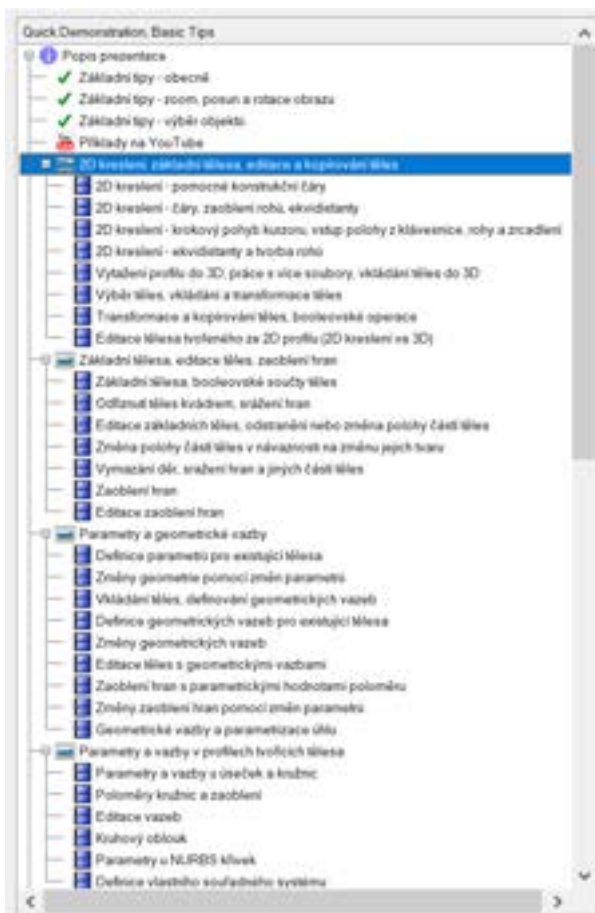 Quick Demonstration, Basic Tips
Popis prezentace
Základní tipy - obecně
Základní tipy - zoom, posun a rotace obrazu
Základní tipy - výběr objektů
Příklady na YouTube
2D kreslení, základní tělesa, editace a kopírování těles
2D kreslení - pomocné konstrukční čáry
2D kreslení - čáry, zaoblení rohů, ekvidistanty
2D kreslení - krokový pohyb kurzoru, vstup polohy z klávesnice, rohy a zrcadlení
2D kreslení - ekvidistanty a tvorba rohů
Vytažení profilu do 3D, práce s více soubory, vkládání těles do 3D
Výběr těles, vkládání a transformace těles
Transformace a kopírování těles, booleovské operace
Editace tělesa tvořeného ze 2D profilu (2D kreslení ve 3D)
Základní tělesa, editace těles, zaoblení hran
Základní tělesa, booleovské součty těles
Odříznutí těles kvádrem, sražení hran
Editace základních těles, odstranění nebo změna polohy částí těles
Změna polohy částí těles v návaznosti na změnu jejich tvaru
Vymazání děr, sražení hran a jiných částí těles
Zaoblení hran
Editace zaoblení hran
Parametry a geometrické vazby
Definice parametrů pro existující tělesa
Změny geometrie pomocí změn parametrů
Vkládání těles, definování geometrických vazeb
Definice geometrických vazeb pro existující tělesa
Změny geometrických vazeb
Editace těles s geometrickými vazbami
Zaoblení hran s parametrickými hodnotami poloměru
Změny zaoblení hran pomocí změn parametrů
Geometrické vazby a parametrizace úhlu
Parametry a vazby v profilech tvořících tělesa
Parametry a vazby u úseček a kružnic
Poloměry kružnic a zaoblení
Editace vazeb
Kruhový oblouk
Parametry u NURBS křivek
Definice vlastního souřadného systému